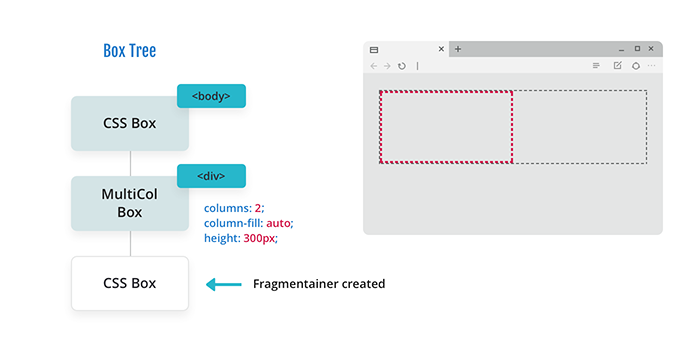 Box Tree
<body>
CSS Box
<div>
MultiCol
Box
columns: 2;
column-fill: auto;
height: 300px;
CSS Box
Fragmentainer created